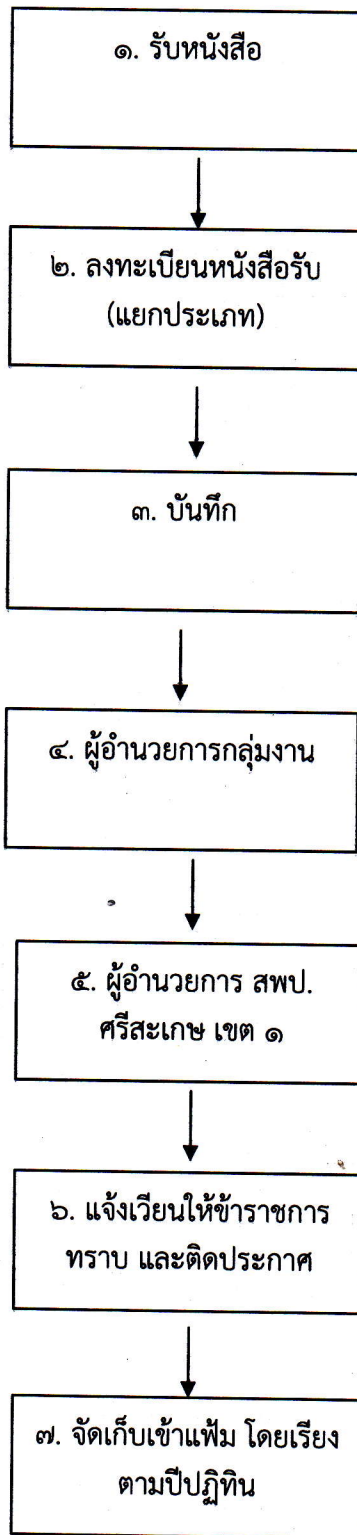 ๑. รับหนังสือ
๒. ลงทะเบียนหนังสือรับ
(แยกประเภท)
๓. บันทึก
๔. ผู้อำนวยการกลุ่มงาน
๕. ผู้อำนวยการ สพป.
ศรีสะเกษ เขต ๑
๖. แจ้งเวียนให้ข้าราชการ
ทราบ และติดประกาศ
๗. จัดเก็บเข้าแฟ้ม โดยเรียง
ตามปีปฏิทิน